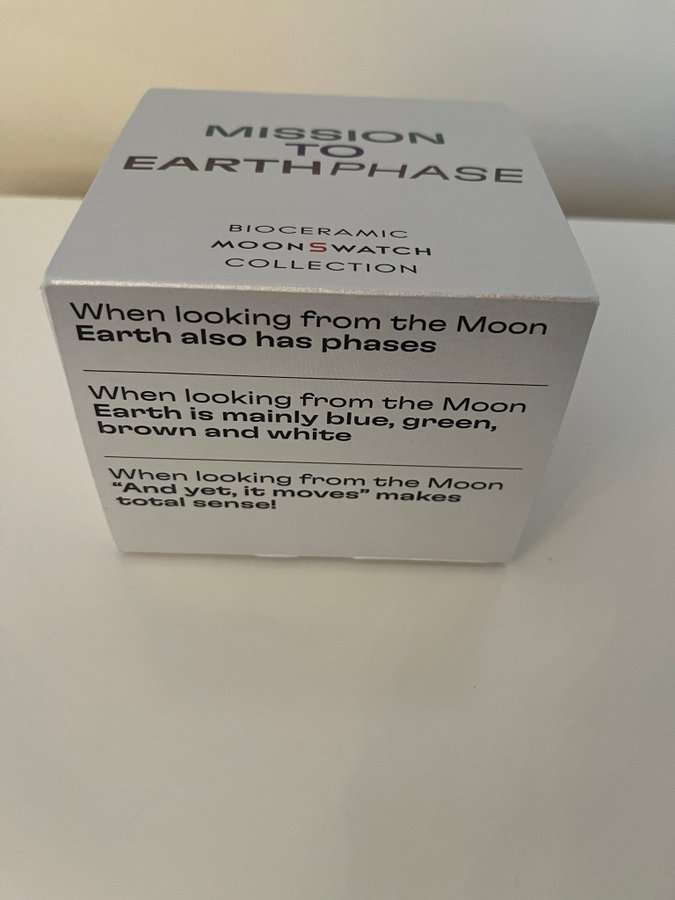 MISSION
TO
EARTHPHASE
BIOCERAMIC
MOONSWATCH
COLLECTION
When looking from the Moon
Earth also has phases
When looking from the Moon
Earth is mainly blue, green,
brown and white
When looking from the Moon
“And yet, it moves” makes
total sense!